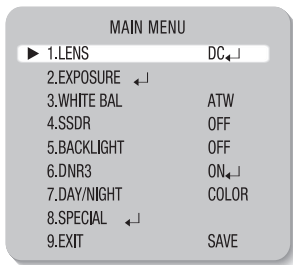 MAIN MENU
▶ 1.LENS DC↵
2.EXPOSURE ↵
3.WHITE BAL ATW
4.SSDR OFF
5.BACKLIGHT OFF
6.DNR3 ON↵
7.DAY/NIGHT COLOR
8.SPECIAL ↵
9.EXIT SAVE